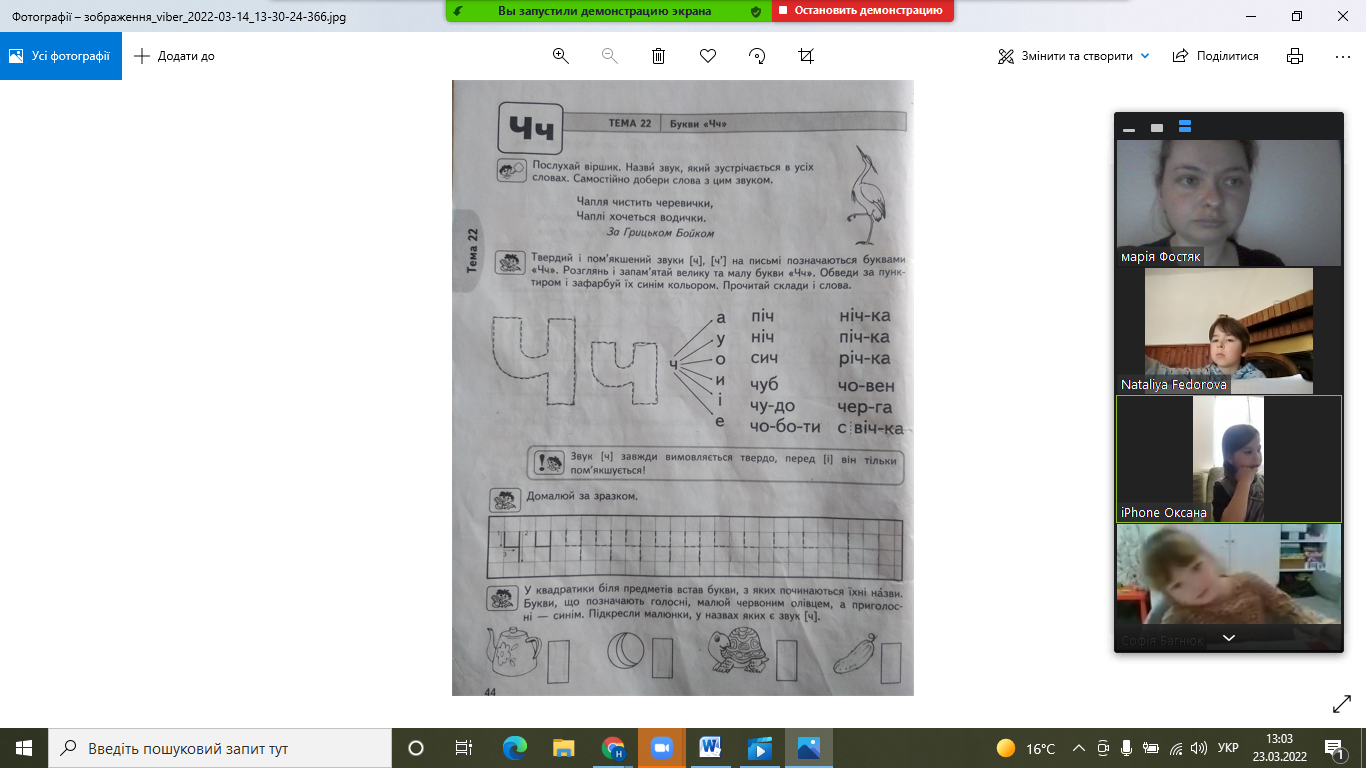 Фотографії – зображення_viber_2022-03-14_13-30-24-366.jpg
Вы запустили демонстрацию экрана
Остановить демонстрацию
Усі фотографії
Додати до
Змінити та створити
Поділитися
Чч
ТЕМА 22 Букви «Чч»
Послухай віршик. Назви́ звук, який зустрічається в усіх
словах. Самостійно добери слова з цим звуком.
Чапля чистить черевички,
Чаплі хочеться водички.
За Грицьком Бойком
Тема 22
Твердий і пом’якшений звуки [ч], [ч’] на письмі позначаються буквами
«Чч». Розглянь і запам’ятай велику та малу букви «Чч». Обведи за пунк-
тиром і зафарбуй їх синім кольором. Прочитай склади і слова.
Ч ч
ч
а піч ніч-ка
у ніч піч-ка
о сич річ-ка
и чуб чо-вен
і чу-до чер-га
е чо-бо-ти с віч-ка
! Звук [ч] завжди вимовляється твердо, перед [і] він тільки
пом’якшується!
Домалюй за зразком.
1 2 3
Ч Ч
У квадратики біля предметів встав букви, з яких починаються їхні на́зви.
Букви, що позначають голосні, малюй червоним олівцем, а приголос-
ні — синім. Підкресли малюнки, у назвах яких є звук [ч].
44
марія Фостяк
Nataliya Fedorova
iPhone Оксана
Софія Багнюк
Введіть пошуковий запит тут
16°C
УКР
13:03
23.03.2022
1